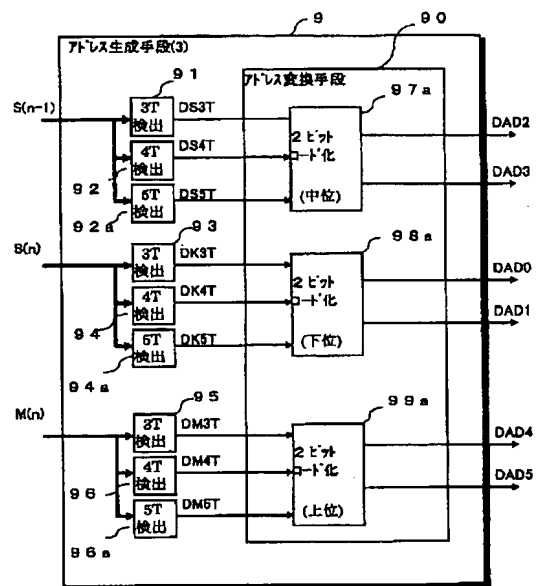 9
90
アドレス生成手段(3)
アドレス変換手段
91
97a
S(n-1)
3T
検出
DS3T
DAD2
4T
検出
DS4T
2ビット
コード化
92
5T
検出
DS5T
(中位)
DAD3
92a
93
98a
S(n)
3T
検出
DK3T
DAD0
4T
検出
DK4T
2ビット
コード化
94
5T
検出
DK5T
(下位)
DAD1
94a
95
99a
M(n)
3T
検出
DM3T
DAD4
4T
検出
DM4T
2ビット
コード化
96
5T
検出
DM5T
(上位)
DAD5
96a